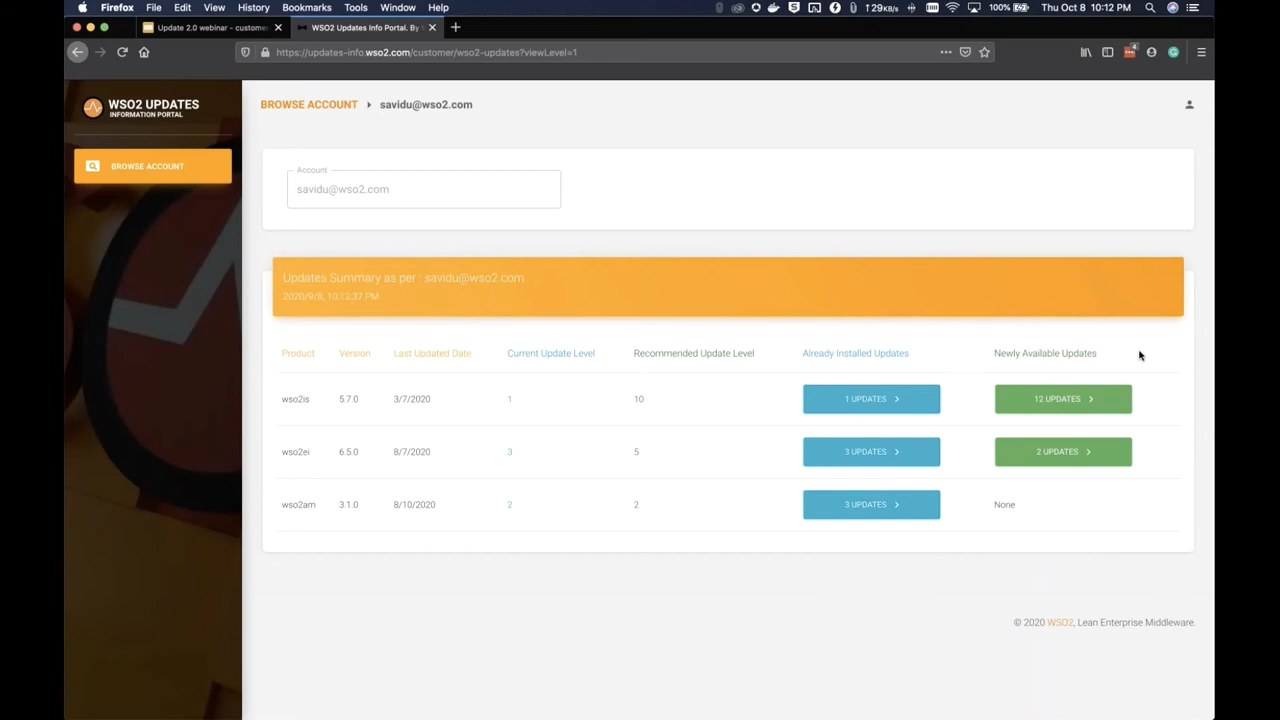 Firefox File Edit View History Bookmarks Tools Window Help 129KB/s 100% Thu Oct 8 10:12 PM
Update 2.0 webinar - custome WSO2 Updates Info Portal. By
https://updates-info.wso2.com/customer/wso2-updates?viewLevel=1 4
WSO2 UPDATES
INFORMATION PORTAL
BROWSE ACCOUNT
BROWSE ACCOUNT savidu@wso2.com
Account
savidu@wso2.com
Updates Summary as per : savidu@wso2.com
2020/9/8, 10:12:37 PM
Product Version Last Updated Date Current Update Level Recommended Update Level Already Installed Updates Newly Available Updates
wso2is 5.7.0 3/7/2020 1 10 1 UPDATES 12 UPDATES
wso2ei 6.5.0 8/7/2020 3 5 3 UPDATES 2 UPDATES
wso2am 3.1.0 8/10/2020 2 2 3 UPDATES None
© 2020 WSO2, Lean Enterprise Middleware.